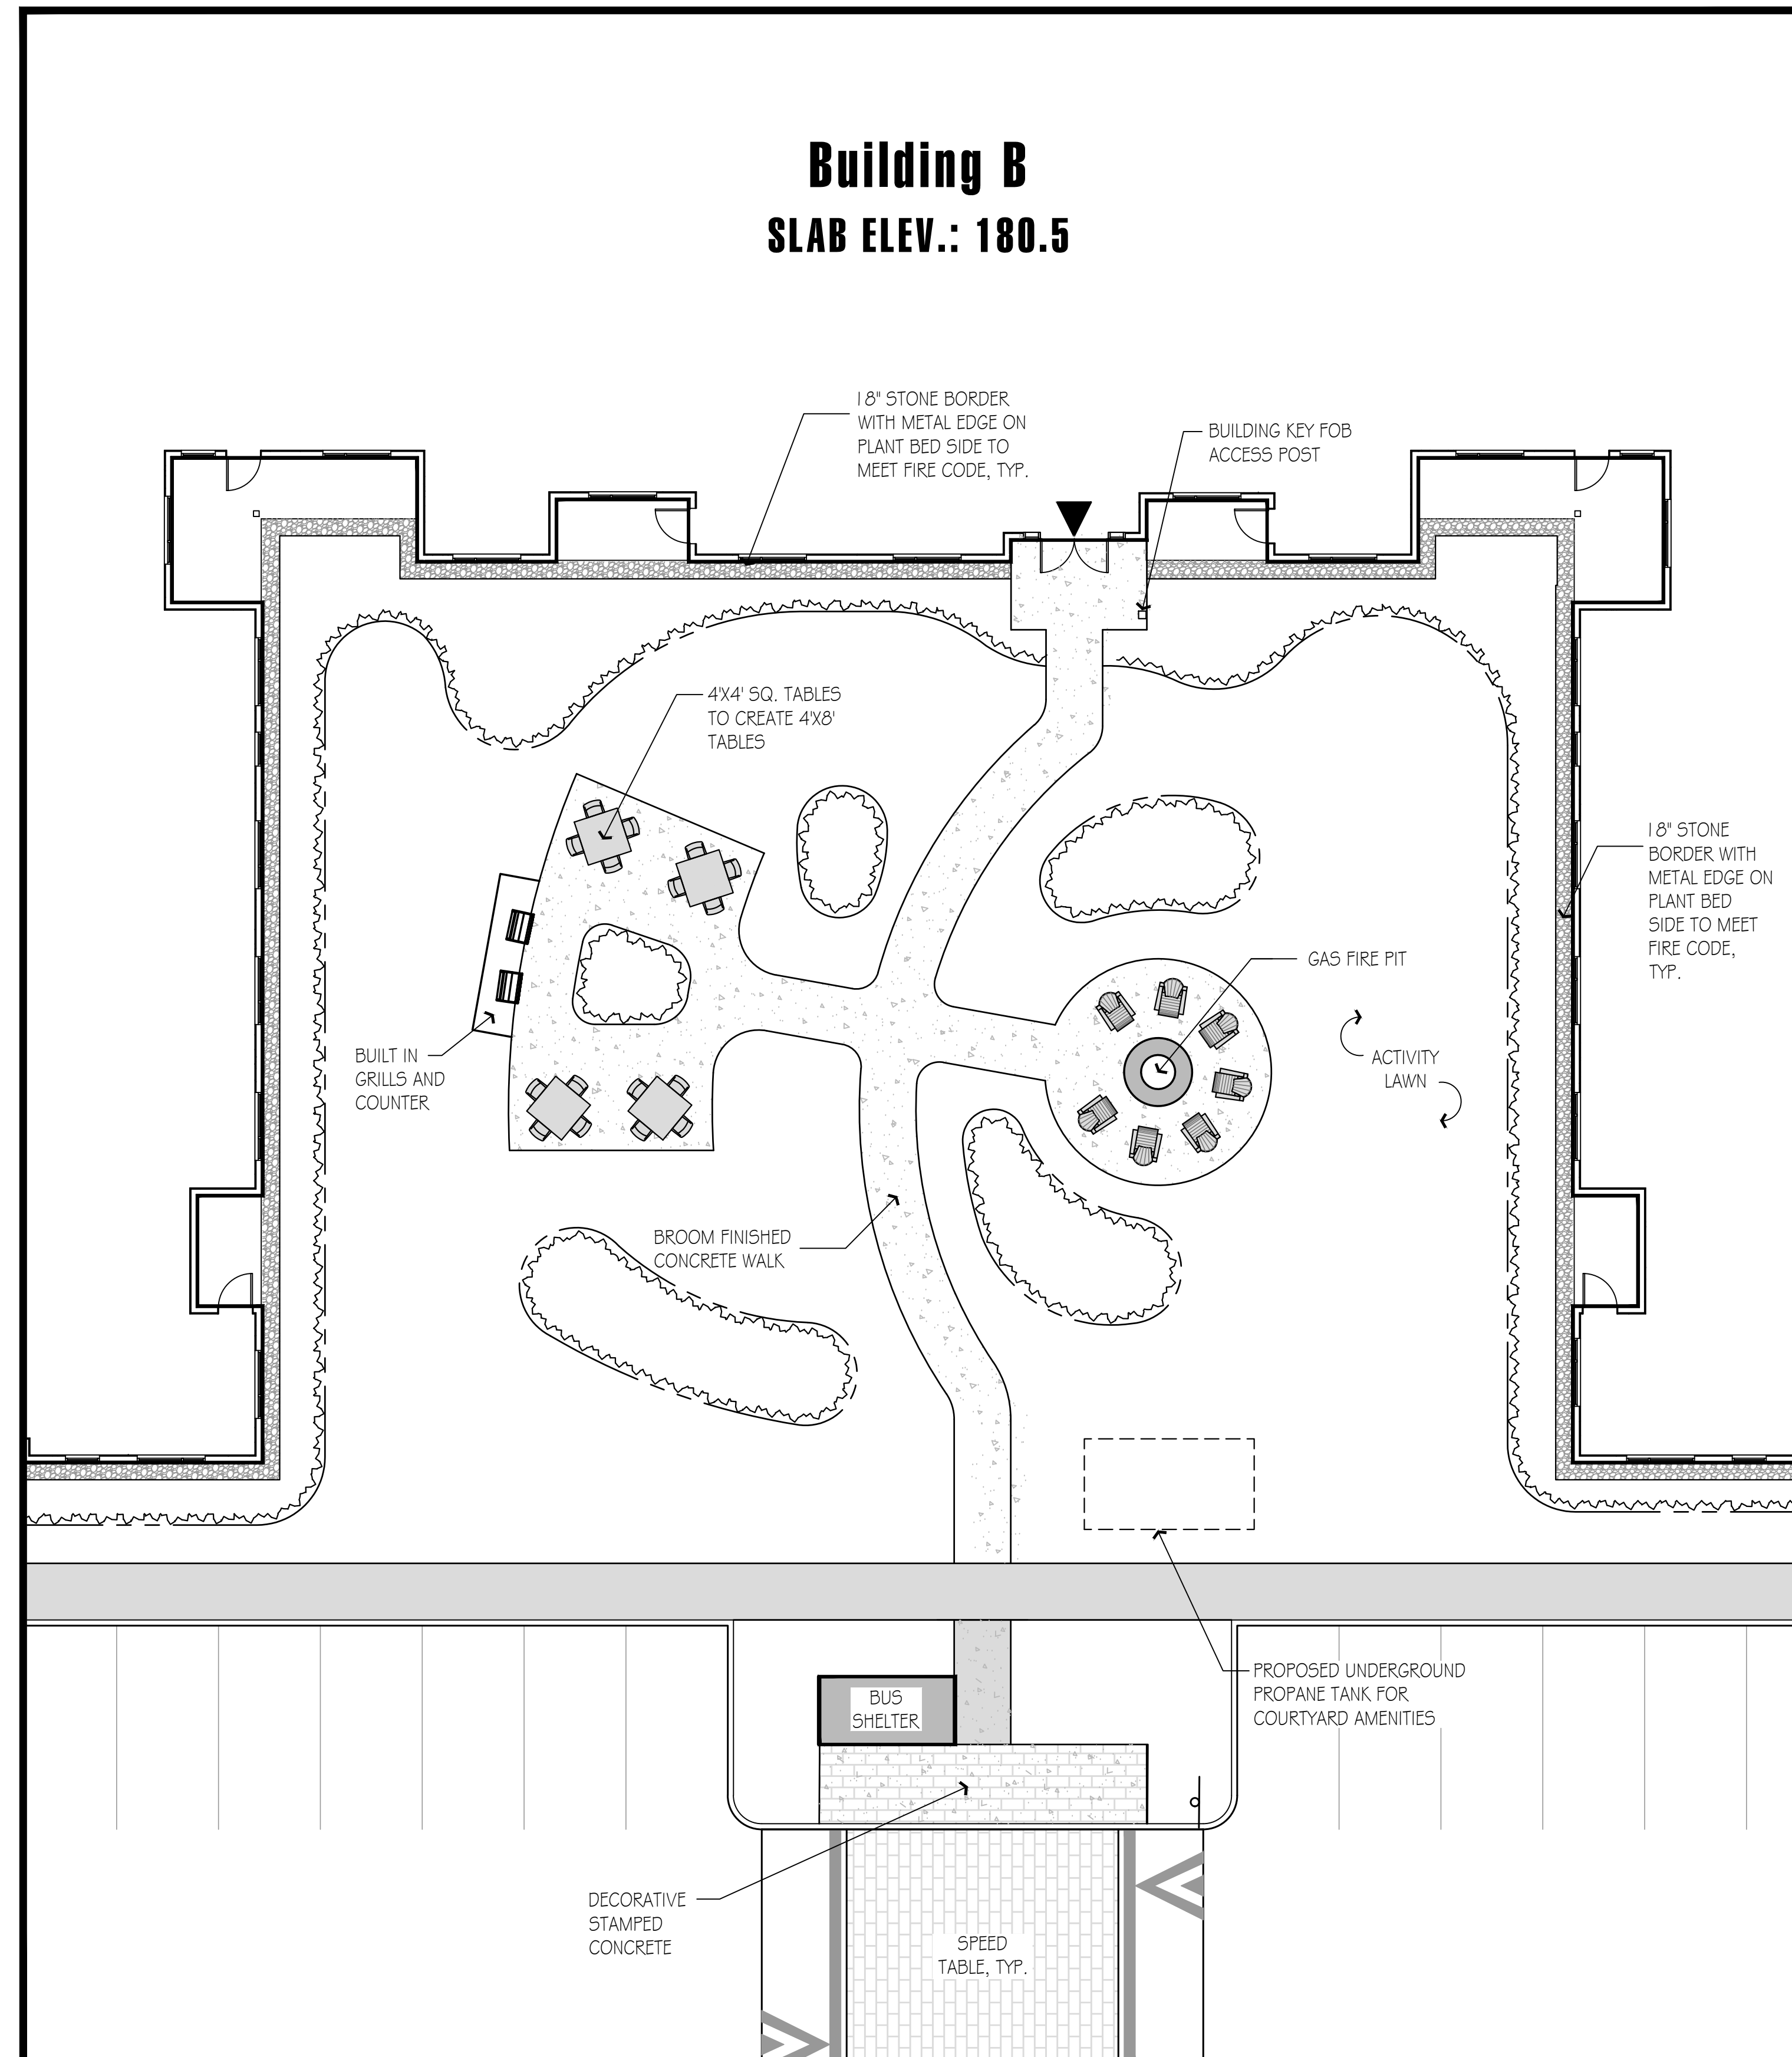 Building B
SLAB ELEV.: 180.5
18" STONE BORDER
WITH METAL EDGE ON
PLANT BED SIDE TO
MEET FIRE CODE, TYP.
BUILDING KEY FOB
ACCESS POST
4'X4' SQ. TABLES
TO CREATE 4'X8'
TABLES
18" STONE
BORDER WITH
METAL EDGE ON
PLANT BED
SIDE TO MEET
FIRE CODE,
TYP.
GAS FIRE PIT
BUILT IN
GRILLS AND
COUNTER
ACTIVITY
LAWN
BROOM FINISHED
CONCRETE WALK
PROPOSED UNDERGROUND
PROPANE TANK FOR
COURTYARD AMENITIES
BUS
SHELTER
DECORATIVE
STAMPED
CONCRETE
SPEED
TABLE, TYP.